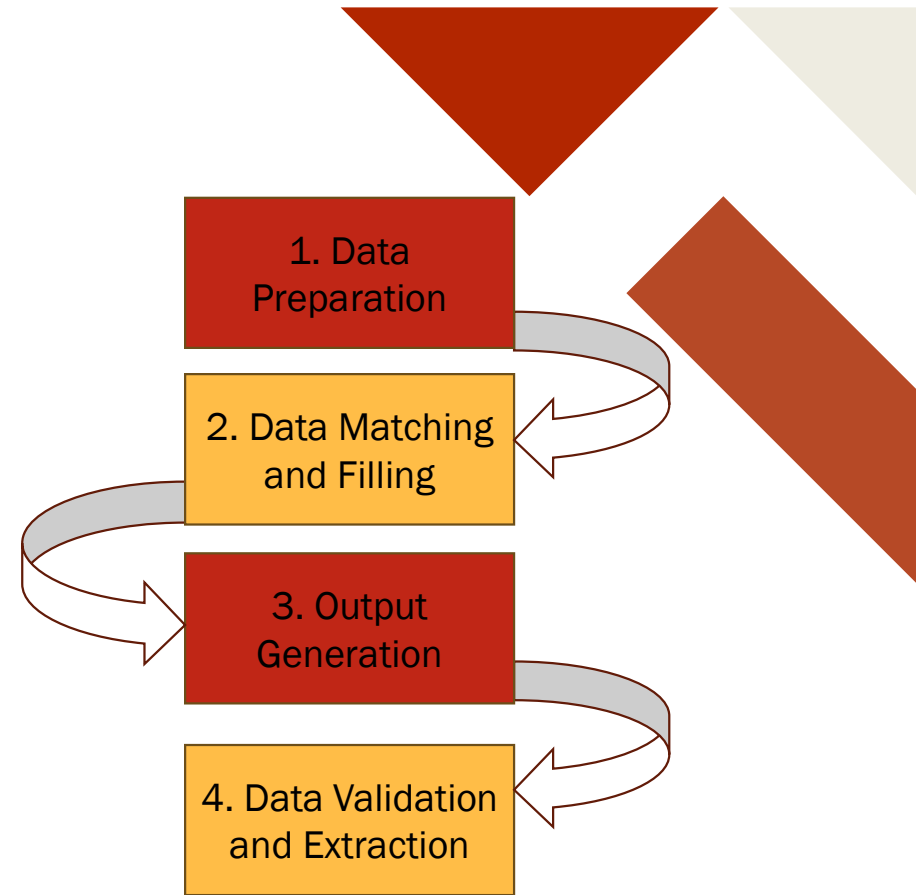 1. Data
Preparation
2. Data Matching
and Filling
3. Output
Generation
4. Data Validation
and Extraction